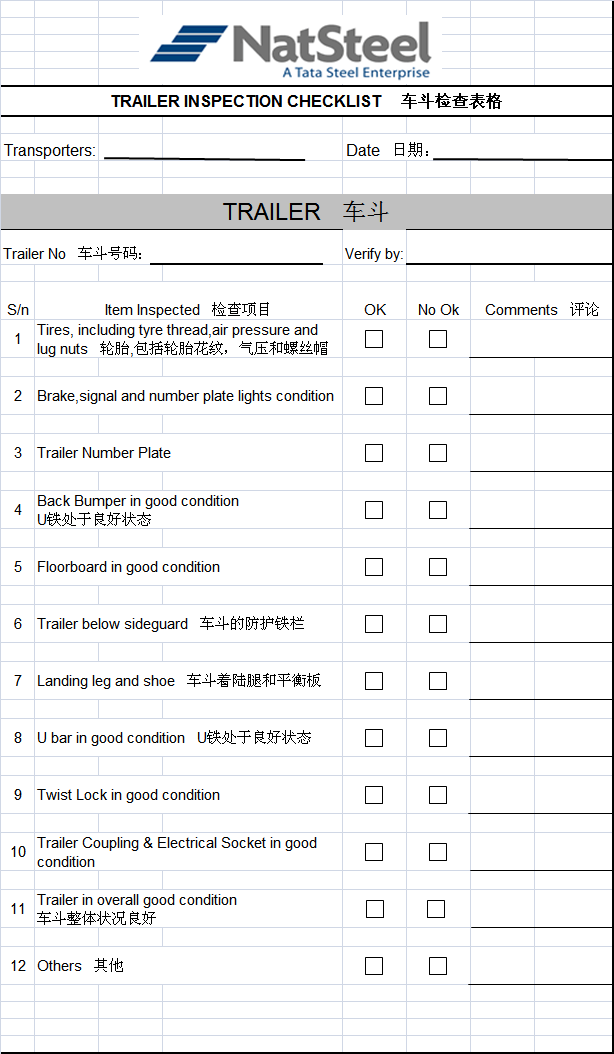 NatSteel
A Tata Steel Enterprise
TRAILER INSPECTION CHECKLIST 车斗检查表格
Transporters: Date 日期:
TRAILER 车斗
Trailer No 车斗号码: Verify by:
S/n Item Inspected 检查项目 OK No Ok Comments 评论
1 Tires, including tyre thread,air pressure and
lug nuts 轮胎,包括轮胎花纹，气压和螺丝帽
2 Brake,signal and number plate lights condition
3 Trailer Number Plate
4 Back Bumper in good condition
U铁处于良好状态
5 Floorboard in good condition
6 Trailer below sideguard 车斗的防护铁栏
7 Landing leg and shoe 车斗着陆腿和平衡板
8 U bar in good condition U铁处于良好状态
9 Twist Lock in good condition
10 Trailer Coupling & Electrical Socket in good
condition
11 Trailer in overall good condition
车斗整体状况良好
12 Others 其他